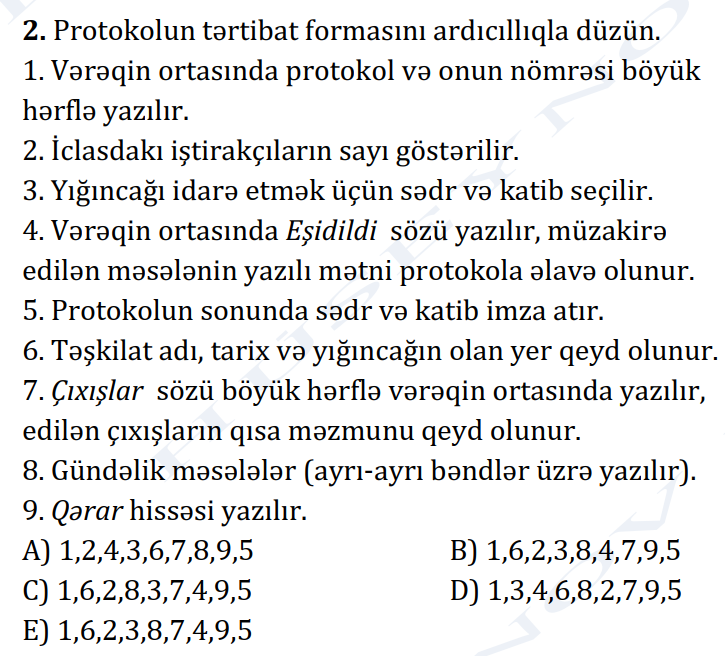 2. Protokolun tərtibat formasını ardıcıllıqla düzün.
1. Vərəqin ortasında protokol və onun nömrəsi böyük
hərflə yazılır.
2. İclasdakı iştirakçıların sayı göstərilir.
3. Yığıncağı idarə etmək üçün sədr və katib seçilir.
4. Vərəqin ortasında Eşidildi sözü yazılır, müzakirə
edilən məsələnin yazılı mətni protokola əlavə olunur.
5. Protokolun sonunda sədr və katib imza atır.
6. Təşkilat adı, tarix və yığıncağın olan yer qeyd olunur.
7. Çıxışlar sözü böyük hərflə vərəqin ortasında yazılır,
edilən çıxışların qısa məzmunu qeyd olunur.
8. Gündəlik məsələlər (ayrı-ayrı bəndlər üzrə yazılır).
9. Qərar hissəsi yazılır.
A) 1,2,4,3,6,7,8,9,5 B) 1,6,2,3,8,4,7,9,5
C) 1,6,2,8,3,7,4,9,5 D) 1,3,4,6,8,2,7,9,5
E) 1,6,2,3,8,7,4,9,5